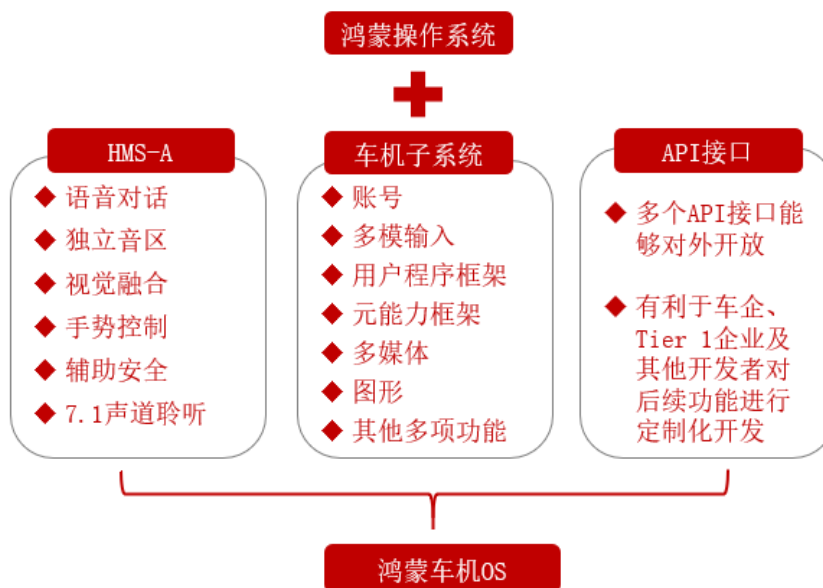 鸿蒙操作系统
HMS-A
语音对话
独立音区
视觉融合
手势控制
辅助安全
7.1声道聆听
车机子系统
账号
多模输入
用户程序框架
元能力框架
多媒体
图形
其他多项功能
API接口
多个API接口能
够对外开放
有利于车企、
Tier 1企业及
其他开发者对
后续功能进行
定制化开发
鸿蒙车机OS